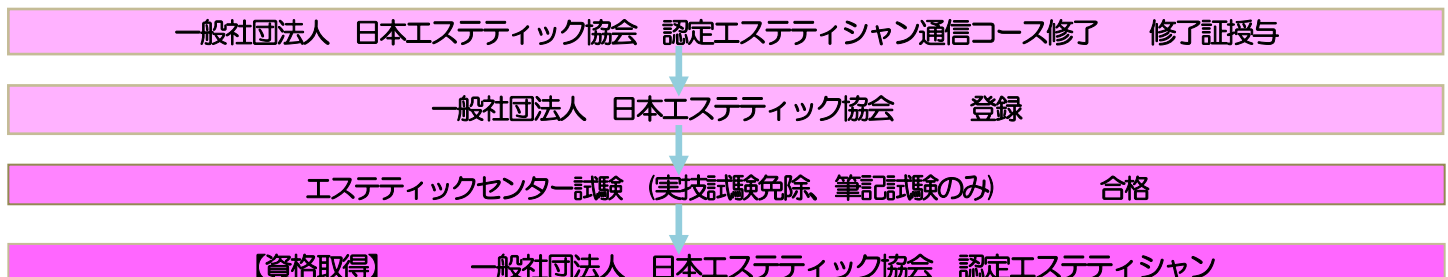 一般社団法人　日本エステティック協会　認定エステティシャン通信コース修了　　修了証授与
一般社団法人　日本エステティック協会　　　登録
エステティックセンター試験　（実技試験免除、筆記試験のみ）　　　　合格
【資格取得】　　　一般社団法人　日本エステティック協会　認定エステティシャン